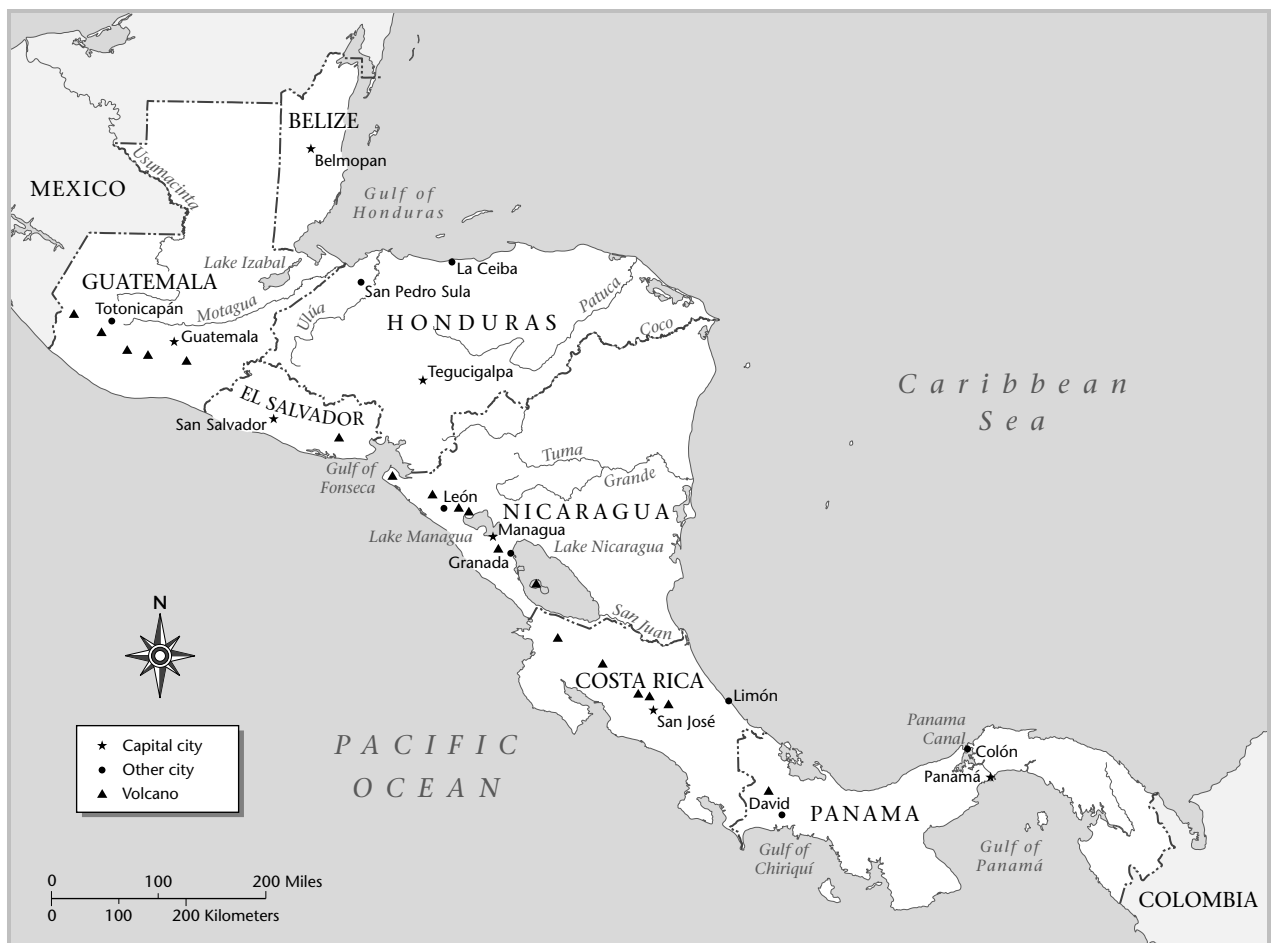 BELIZE
Belmopan
Usumacinta
MEXICO
Gulf of
Honduras
Lake Izabal
La Ceiba
GUATEMALA
San Pedro Sula
Patuca
Totonicapán
Motagua
Ulúa
HONDURAS
Coco
Guatemala
Tegucigalpa
Caribbean
Sea
EL SALVADOR
San Salvador
Gulf of
Fonseca
Tuma
Grande
León
NICARAGUA
Managua
Lake Managua
Lake Nicaragua
Granada
San Juan
N
COSTA RICA
Limón
San José
Panama
Canal
Colón
PACIFIC
OCEAN
Capital city
Other city
Volcano
Panamá
David
PANAMA
Gulf of
Chiriquí
Gulf of
Panamá
COLOMBIA
0 100 200 Miles
0 100 200 Kilometers